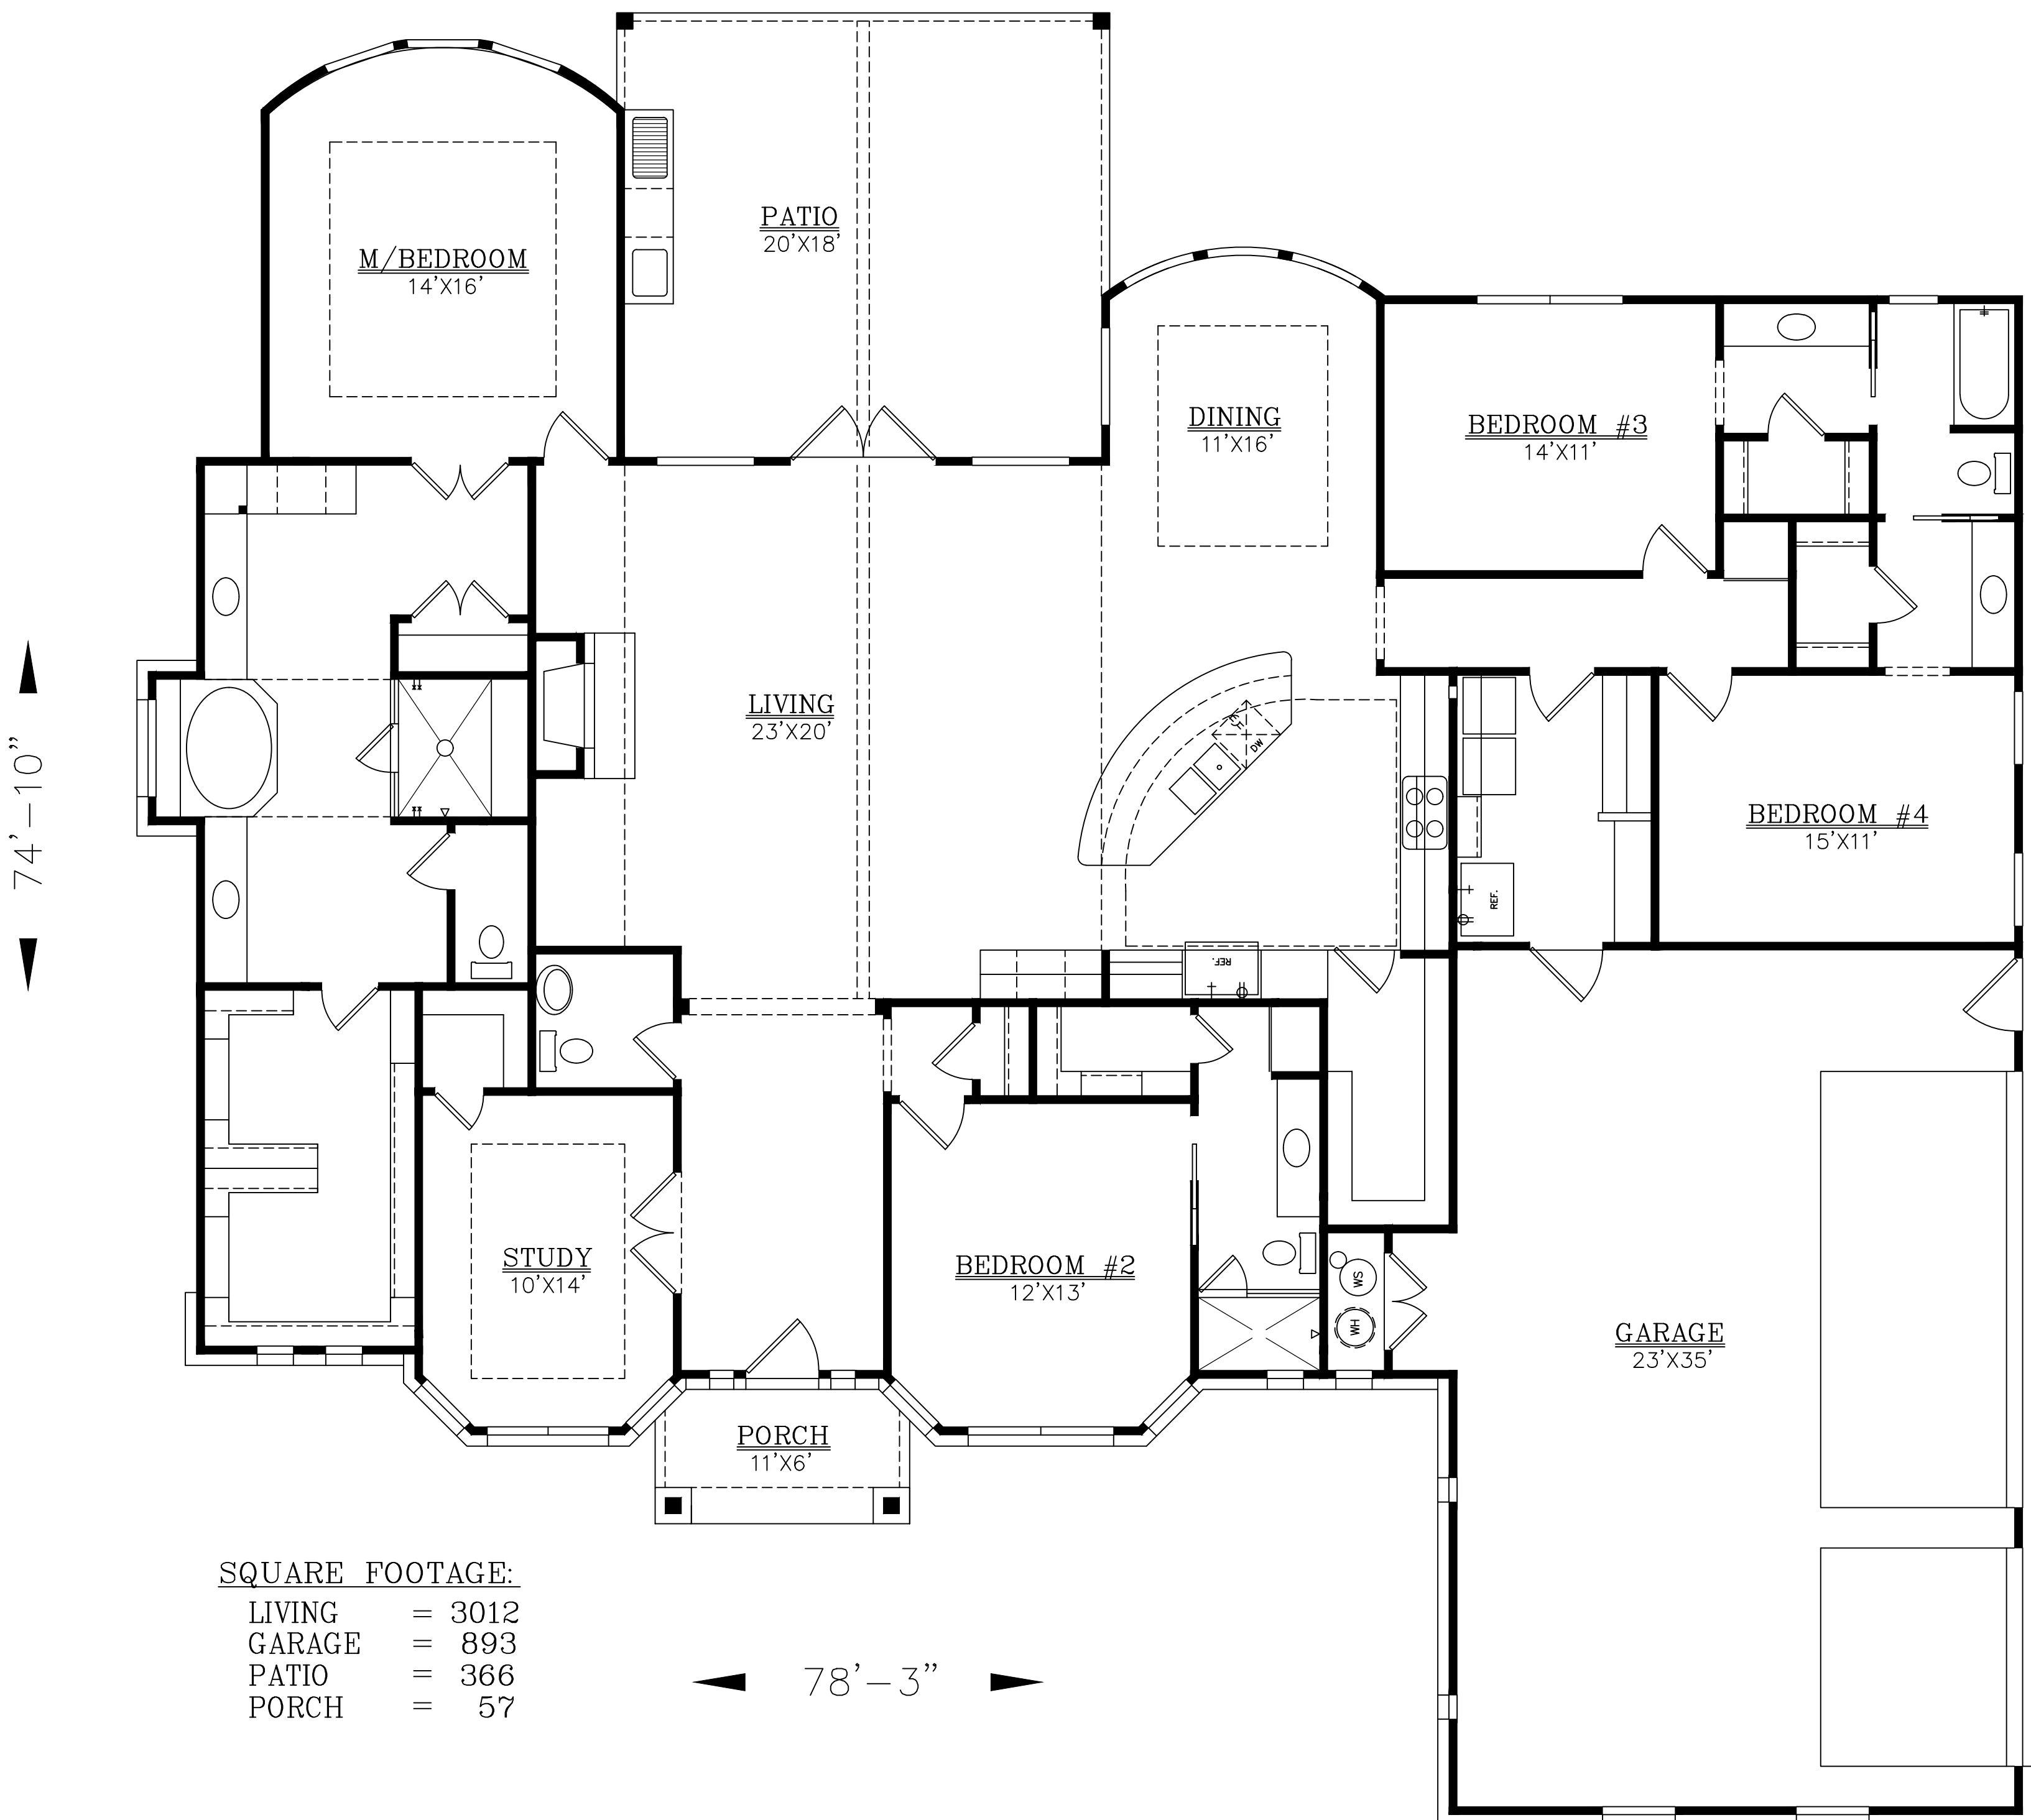 PATIO
20'X18'
M/BEDROOM
14'X16'
DINING
11'X16'
BEDROOM #3
14'X11'
LIVING
23'X20'
DW
BEDROOM #4
15'X11'
REF.
REF.
74'-10"
STUDY
10'X14'
BEDROOM #2
12'X13'
WS
WH
GARAGE
23'X35'
PORCH
11'X6'
SQUARE FOOTAGE:
LIVING = 3012
GARAGE = 893
PATIO = 366
PORCH = 57
78'-3"